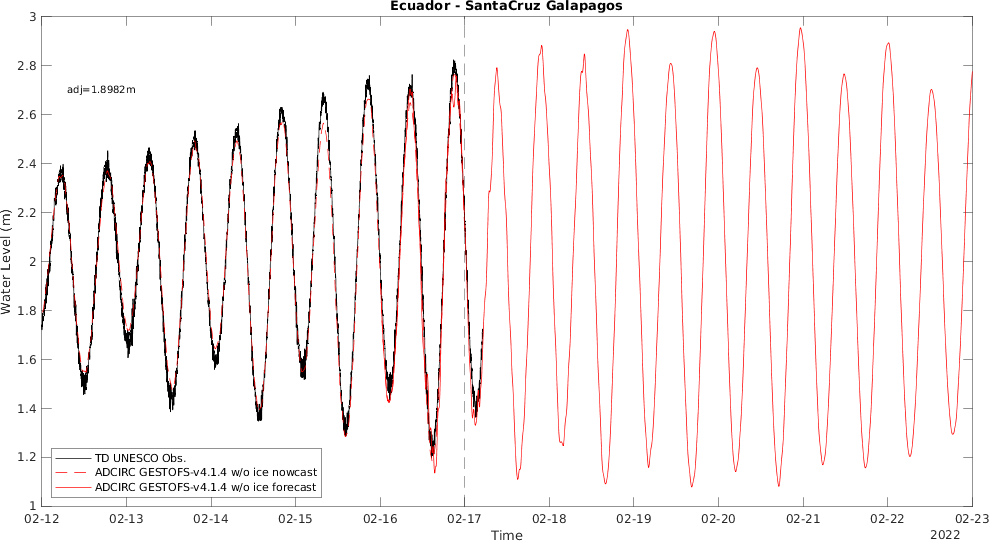 Ecuador - SantaCruz Galapagos
3
2.8
adj=1.8982m
2.6
2.4
2.2
2
1.8
1.6
1.4
1.2
1
Water Level (m)
TD UNESCO Obs.
ADCIRC GESTOFS-v4.1.4 w/o ice nowcast
ADCIRC GESTOFS-v4.1.4 w/o ice forecast
02-12 02-13 02-14 02-15 02-16 02-17 02-18 02-19 02-20 02-21 02-22 02-23
Time
2022